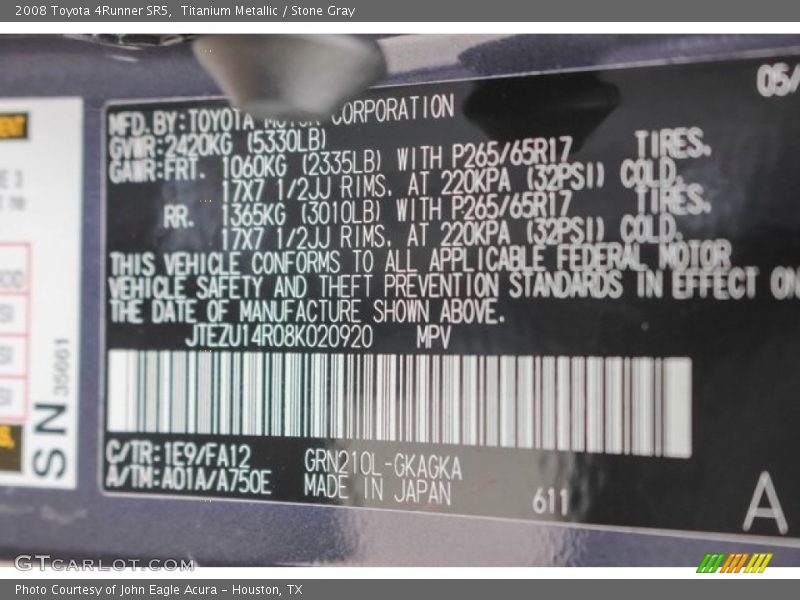 2008 Toyota 4Runner SR5,  Titanium Metallic / Stone Gray
05/
MFD.BY:TOYOTA MOTOR CORPORATION
GVWR:2420KG (5330LB)
GAWR:FRT. 1060KG (2335LB) WITH P265/65R17 TIRES.
17X7 1/2JJ RIMS. AT 220KPA (32PSI) COLD.
RR. 1365KG (3010LB) WITH P265/65R17 TIRES.
17X7 1/2JJ RIMS. AT 220KPA (32PSI) COLD.
THIS VEHICLE CONFORMS TO ALL APPLICABLE FEDERAL MOTOR
VEHICLE SAFETY AND THEFT PREVENTION STANDARDS IN EFFECT ON
THE DATE OF MANUFACTURE SHOWN ABOVE.
JTEZU14R08K020920 MPV
C/TR:1E9/FA12 GRN210L-GKAGKA
A/TM:A01A/A750E MADE IN JAPAN 611
A
SN 35661
GTcarlot.com
Photo Courtesy of John Eagle Acura - Houston, TX